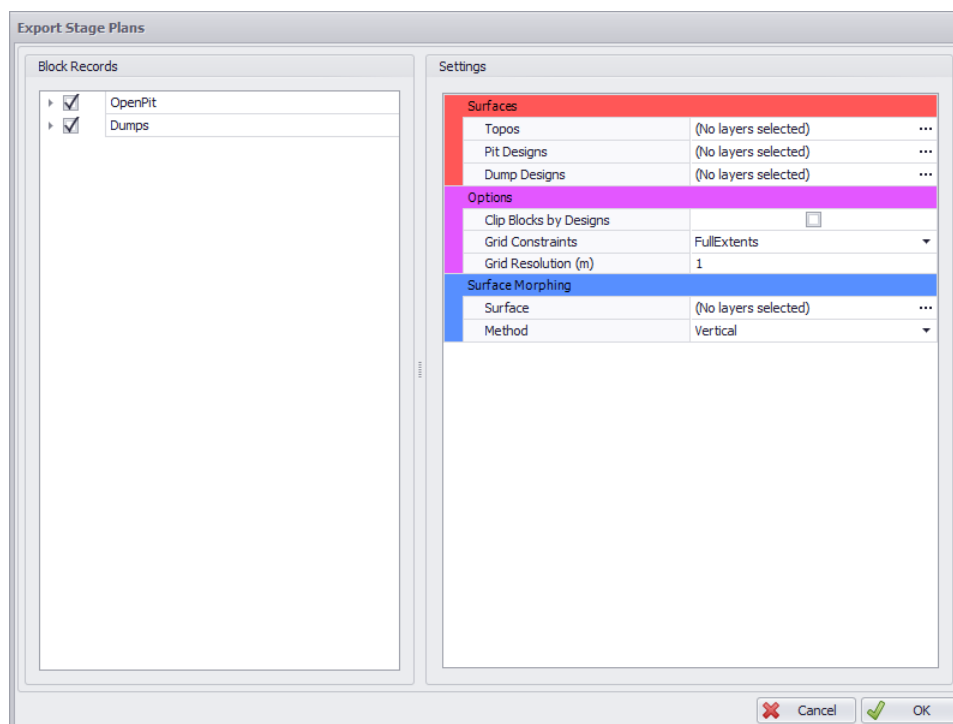 Export Stage Plans
Block Records
OpenPit
Dumps
Settings
Surfaces
Topos (No layers selected) ...
Pit Designs (No layers selected) ...
Dump Designs (No layers selected) ...
Options
Clip Blocks by Designs
Grid Constraints FullExtents
Grid Resolution (m) 1
Surface Morphing
Surface (No layers selected) ...
Method Vertical
Cancel OK